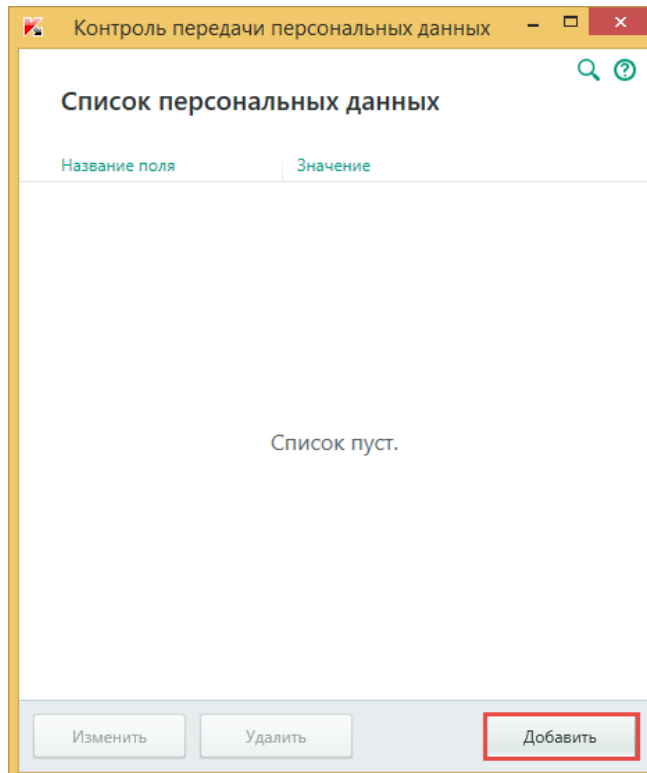 Контроль передачи персональных данных
Список персональных данных
Название поля Значение
Список пуст.
Изменить Удалить Добавить